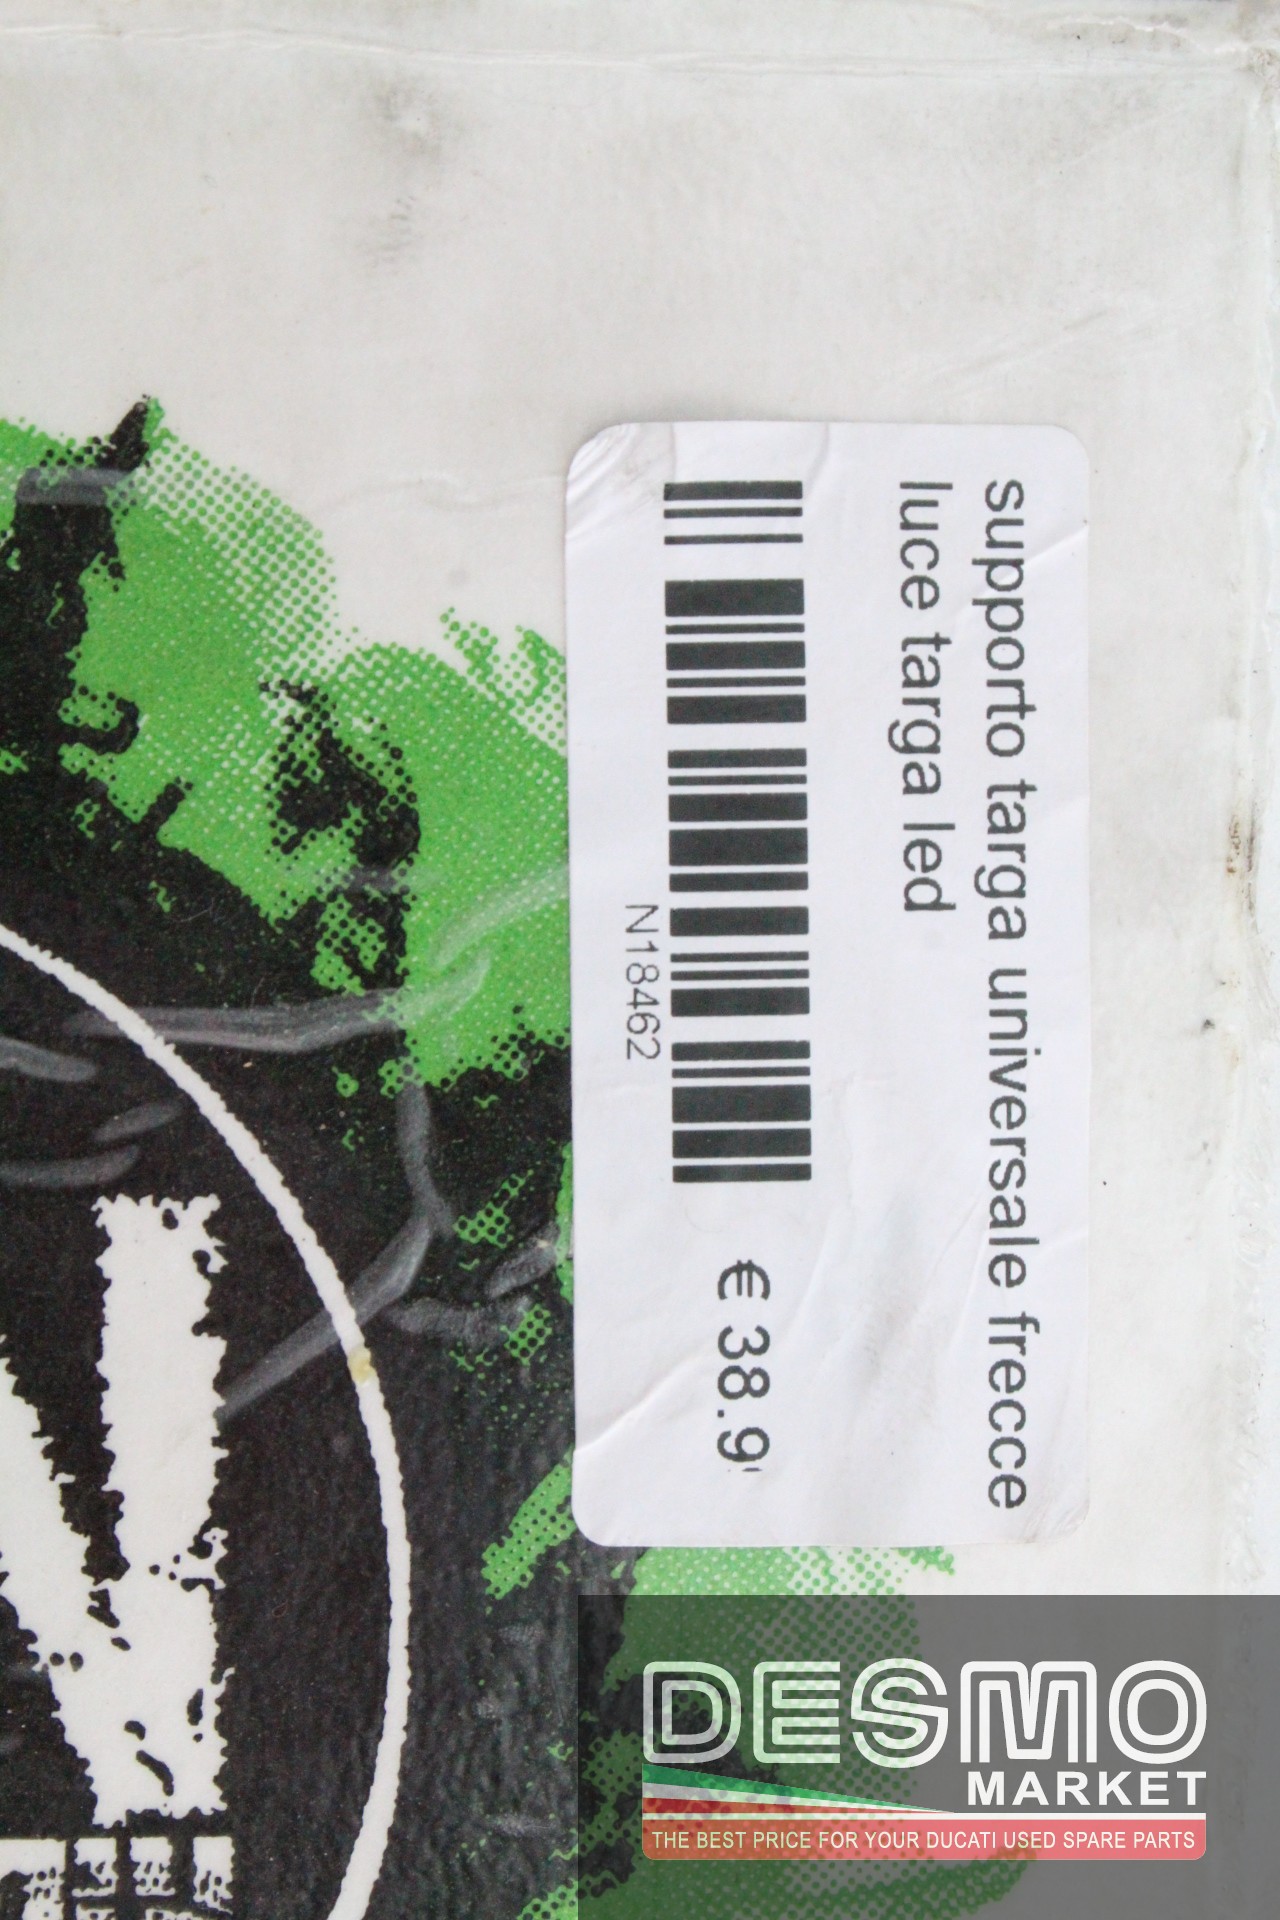 supporto targa universale frecce
luce targa led
€ 38.9
N18462
DESMO
MARKET
THE BEST PRICE FOR YOUR DUCATI USED SPARE PARTS